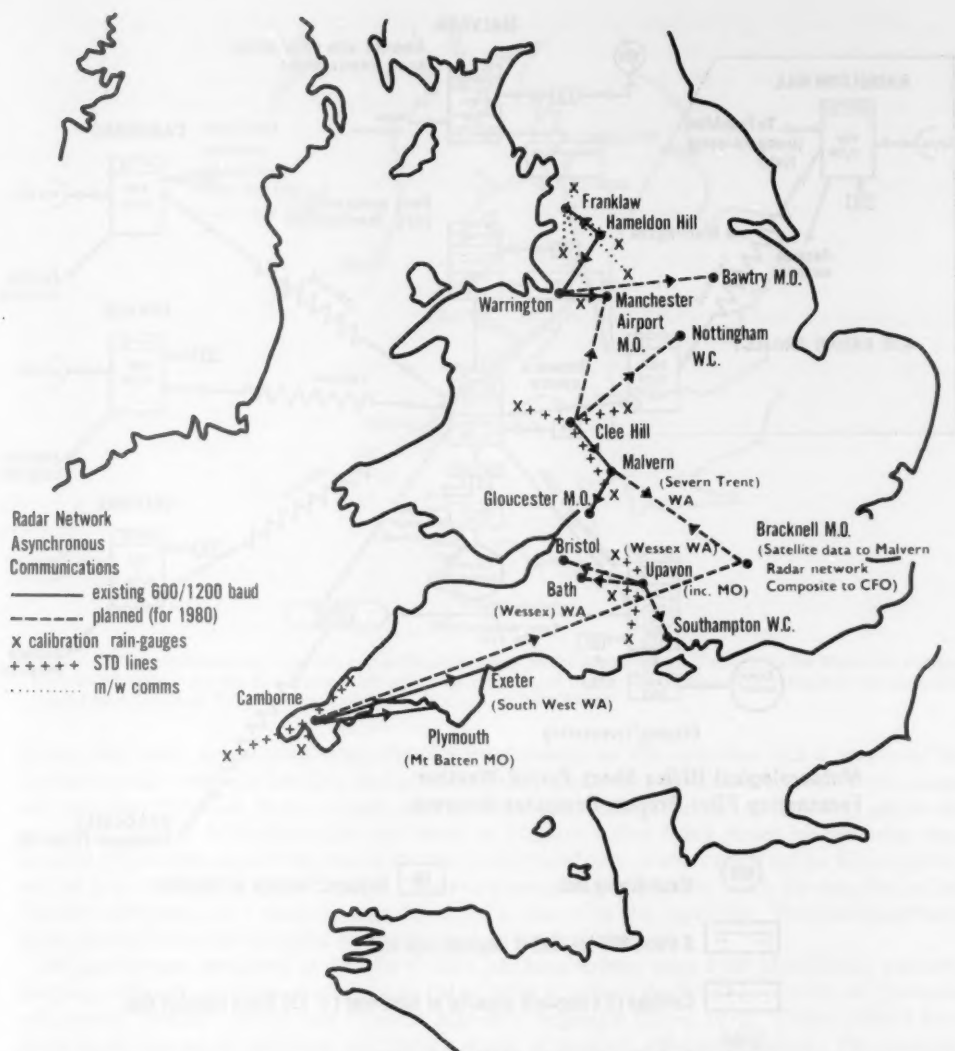 Franklaw
Hameldon Hill
Bawtry M.O.
Warrington
Manchester
Airport
M.O.
Nottingham
W.C.
Clee Hill
Malvern
(Severn Trent)
WA
Gloucester M.O.
Bracknell M.O.
(Satellite data to Malvern
Radar network
Composite to CFO)
Bristol
(Wessex WA)
Upavon
(inc. MO)
Bath
(Wessex) WA
Southampton W.C.
Camborne
Exeter
(South West WA)
Plymouth
(Mt Batten MO)
Radar Network
Asynchronous
Communications
existing 600/1200 baud
planned (for 1980)
x calibration rain-gauges
+++++ STD lines
m/w comms